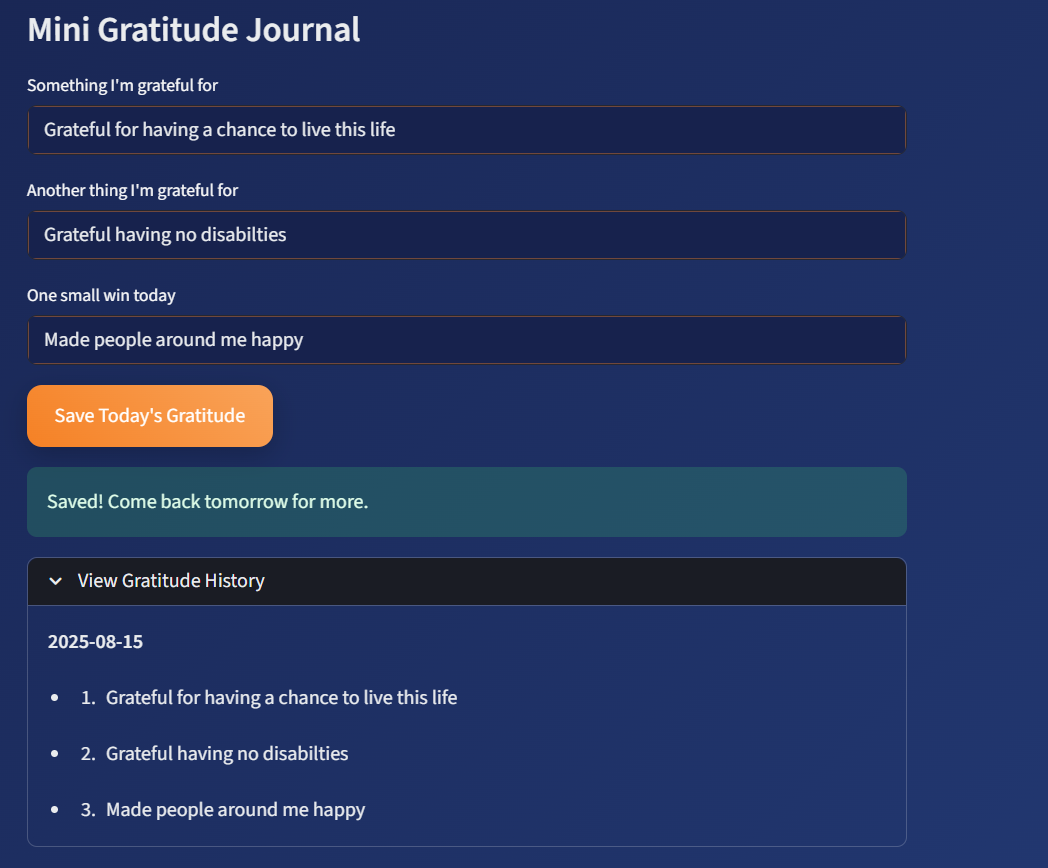 Mini Gratitude Journal
Something I'm grateful for
Grateful for having a chance to live this life
Another thing I'm grateful for
Grateful having no disabilties
One small win today
Made people around me happy
Save Today's Gratitude
Saved! Come back tomorrow for more.
View Gratitude History
2025-08-15
• 1. Grateful for having a chance to live this life
• 2. Grateful having no disabilties
• 3. Made people around me happy